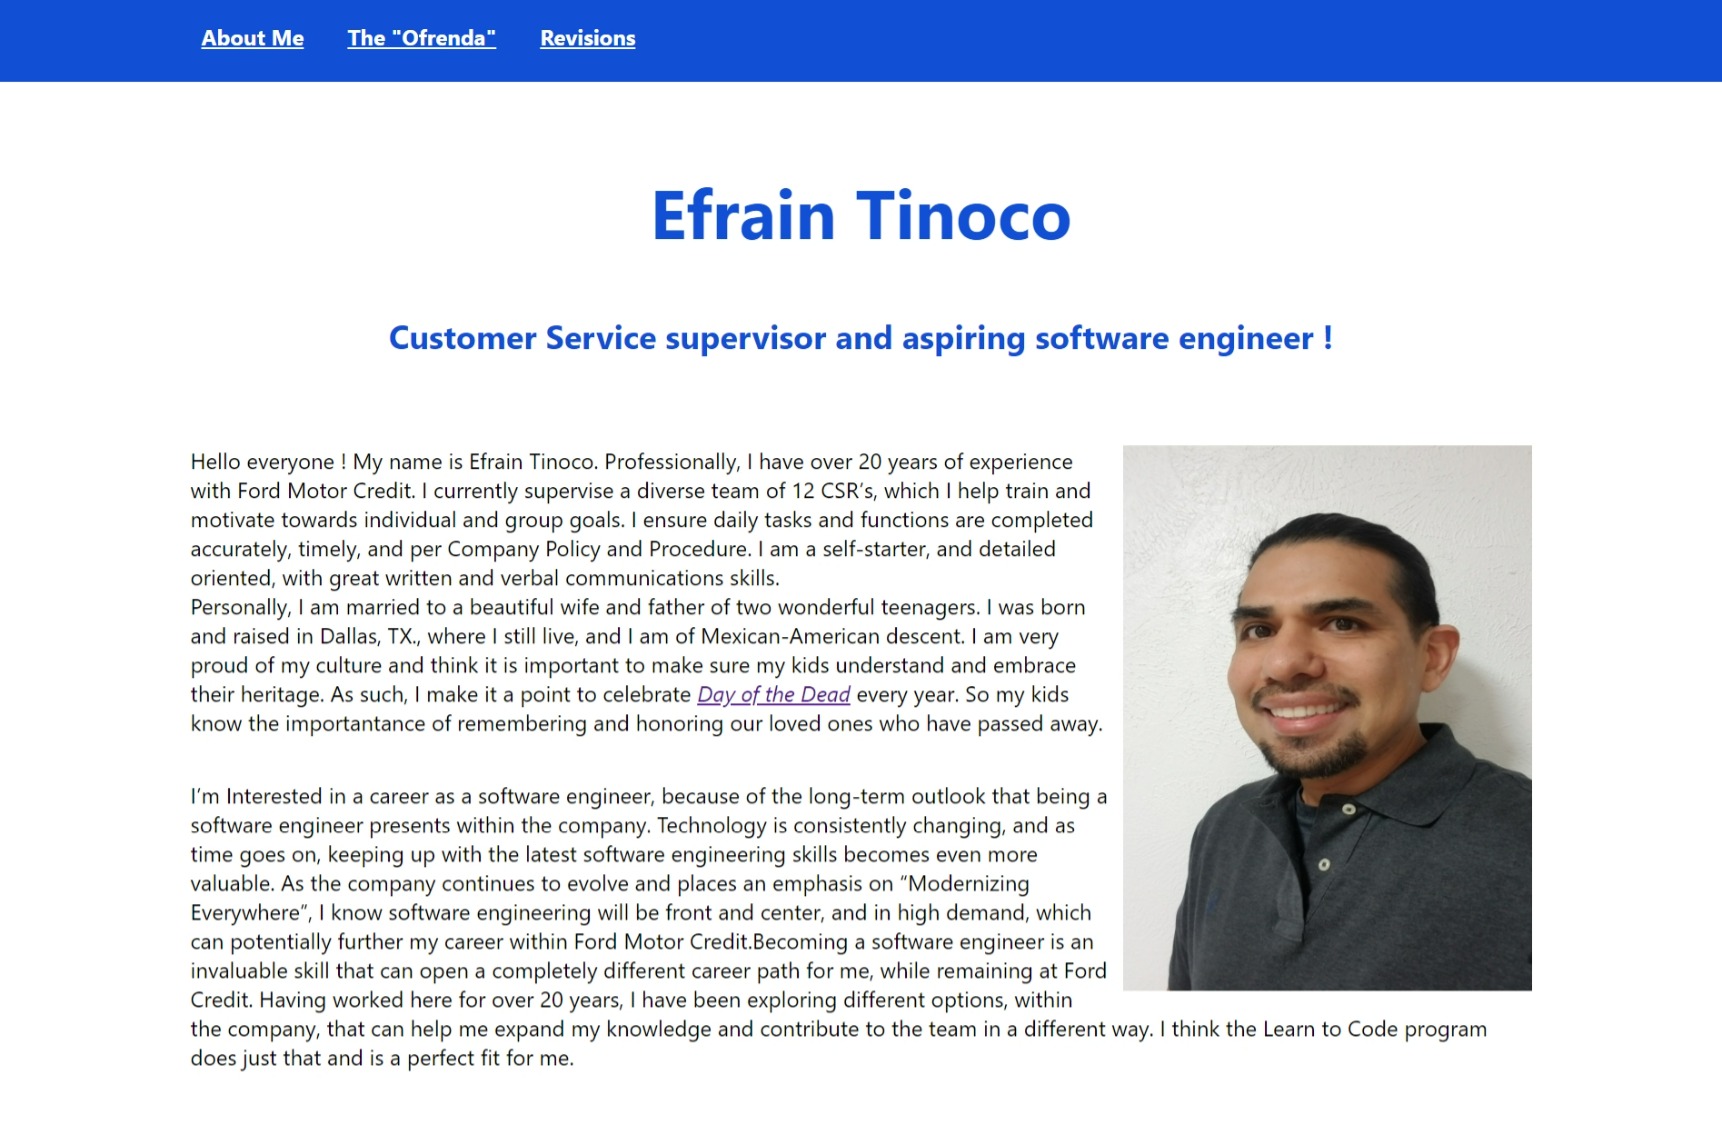 About Me
The "Ofrenda"
Revisions
Efrain Tinoco
Customer Service supervisor and aspiring software engineer !
Hello everyone ! My name is Efrain Tinoco. Professionally, I have over 20 years of experience
with Ford Motor Credit. I currently supervise a diverse team of 12 CSR’s, which I help train and
motivate towards individual and group goals. I ensure daily tasks and functions are completed
accurately, timely, and per Company Policy and Procedure. I am a self-starter, and detailed
oriented, with great written and verbal communications skills.
Personally, I am married to a beautiful wife and father of two wonderful teenagers. I was born
and raised in Dallas, TX., where I still live, and I am of Mexican-American descent. I am very
proud of my culture and think it is important to make sure my kids understand and embrace
their heritage. As such, I make it a point to celebrate Day of the Dead every year. So my kids
know the importantance of remembering and honoring our loved ones who have passed away.
I’m Interested in a career as a software engineer, because of the long-term outlook that being a
software engineer presents within the company. Technology is consistently changing, and as
time goes on, keeping up with the latest software engineering skills becomes even more
valuable. As the company continues to evolve and places an emphasis on “Modernizing
Everywhere”, I know software engineering will be front and center, and in high demand, which
can potentially further my career within Ford Motor Credit.Becoming a software engineer is an
invaluable skill that can open a completely different career path for me, while remaining at Ford
Credit. Having worked here for over 20 years, I have been exploring different options, within
the company, that can help me expand my knowledge and contribute to the team in a different way. I think the Learn to Code program
does just that and is a perfect fit for me.